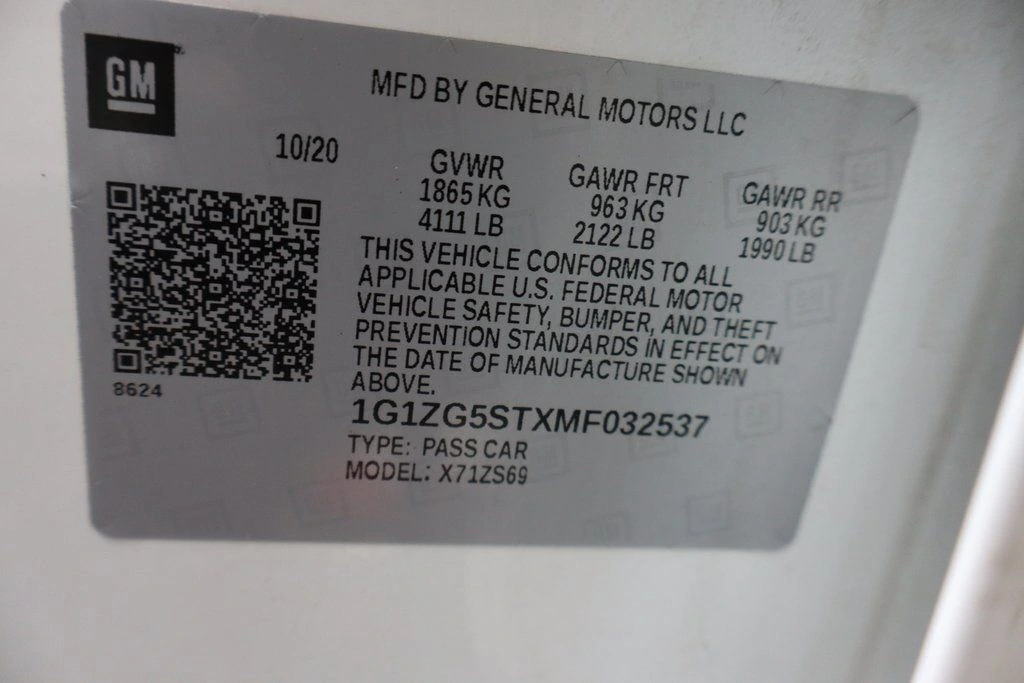 GM
MFD BY GENERAL MOTORS LLC
10/20
GVWR
1865 KG
4111 LB
GAWR FRT
963 KG
2122 LB
GAWR RR
903 KG
1990 LB
THIS VEHICLE CONFORMS TO ALL
APPLICABLE U.S. FEDERAL MOTOR
VEHICLE SAFETY, BUMPER, AND THEFT
PREVENTION STANDARDS IN EFFECT ON
THE DATE OF MANUFACTURE SHOWN
ABOVE.
8624
1G1ZG5STXMF032537
TYPE: PASS CAR
MODEL: X71ZS69